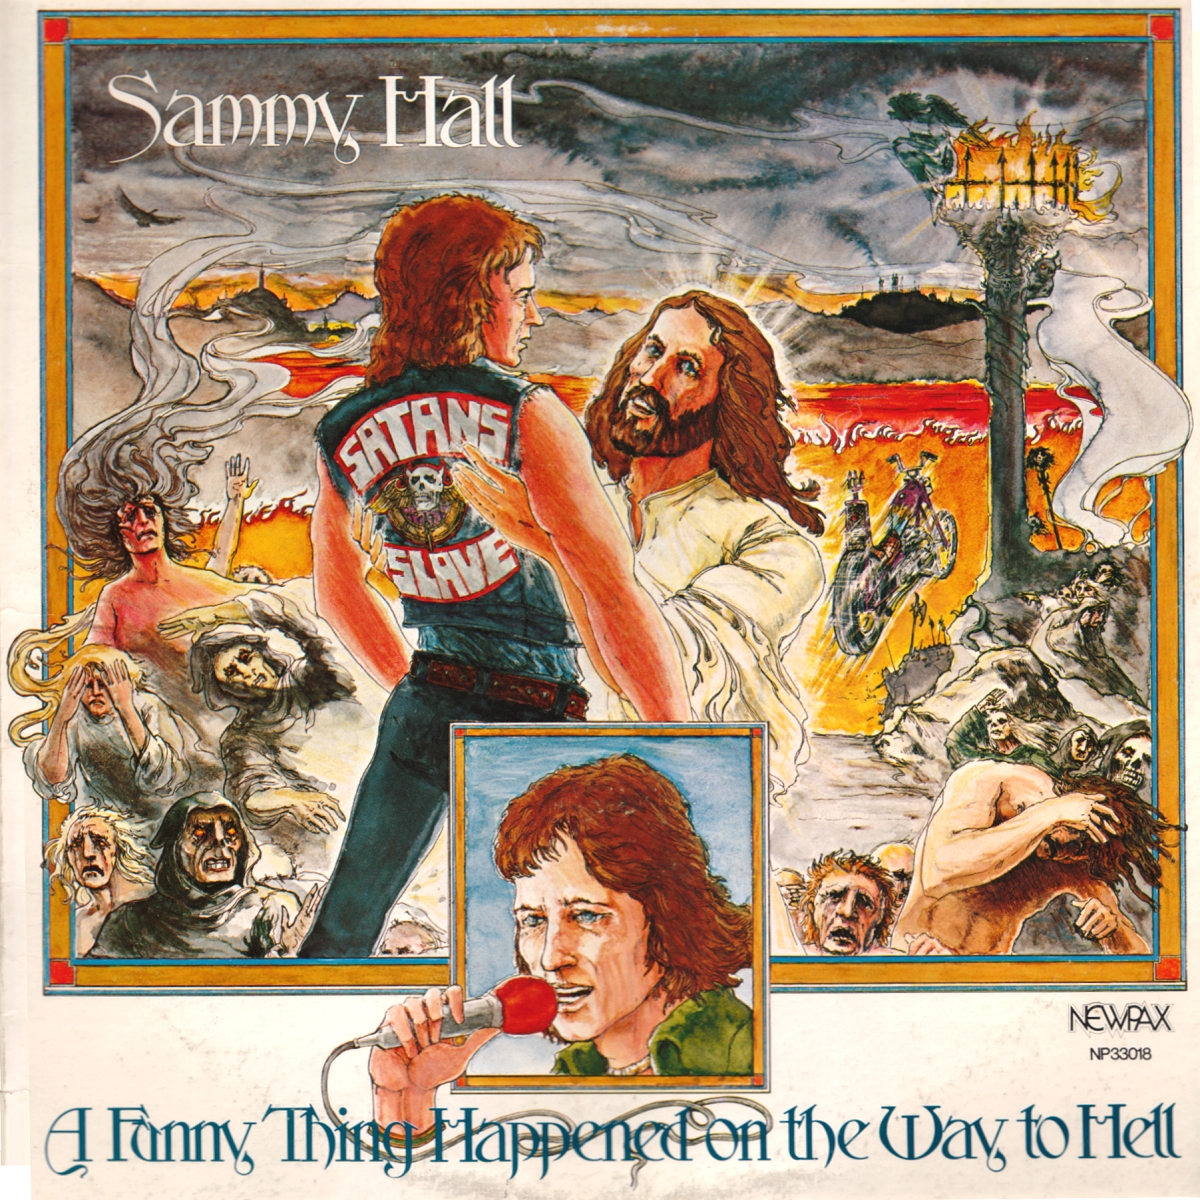 Sammy Hall
SATANS
SLAVE
NEWPAX
NP33018
A Funny Thing Happened on the Way to Hell